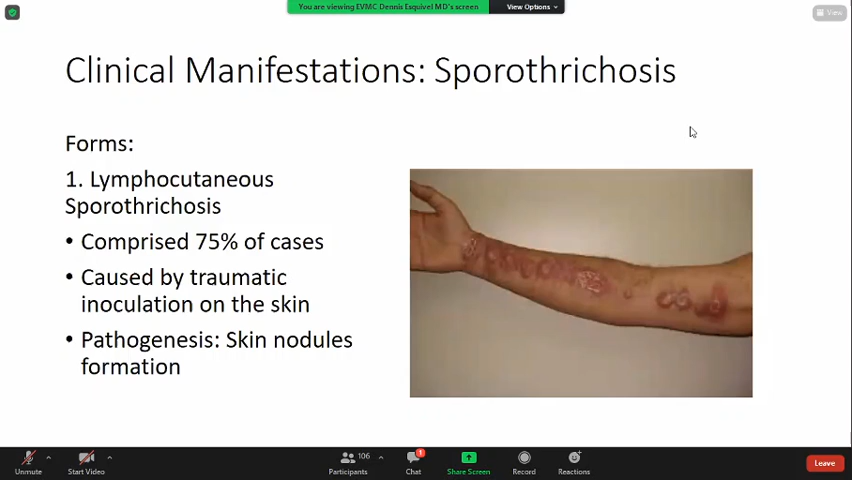 You are viewing EVMC Dennis Esquivel MD's screen
View Options
View
Clinical Manifestations: Sporothrichosis
Forms:
1. Lymphocutaneous
Sporothrichosis
• Comprised 75% of cases
• Caused by traumatic
inoculation on the skin
• Pathogenesis: Skin nodules
formation
106
1
Unmute
Start Video
Participants
Chat
Share Screen
Record
Reactions
Leave